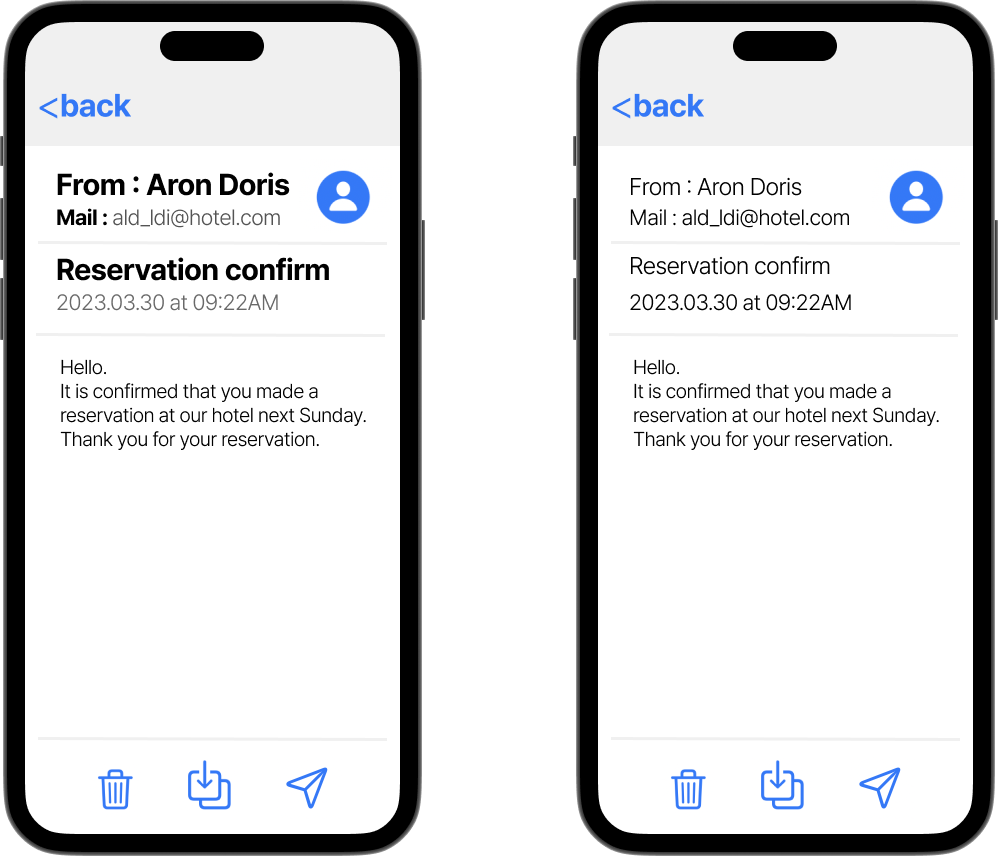 <back
From : Aron Doris
Mail : ald_ldi@hotel.com
Reservation confirm
2023.03.30 at 09:22AM
Hello.
It is confirmed that you made a
reservation at our hotel next Sunday.
Thank you for your reservation.
<back
From : Aron Doris
Mail : ald_ldi@hotel.com
Reservation confirm
2023.03.30 at 09:22AM
Hello.
It is confirmed that you made a
reservation at our hotel next Sunday.
Thank you for your reservation.